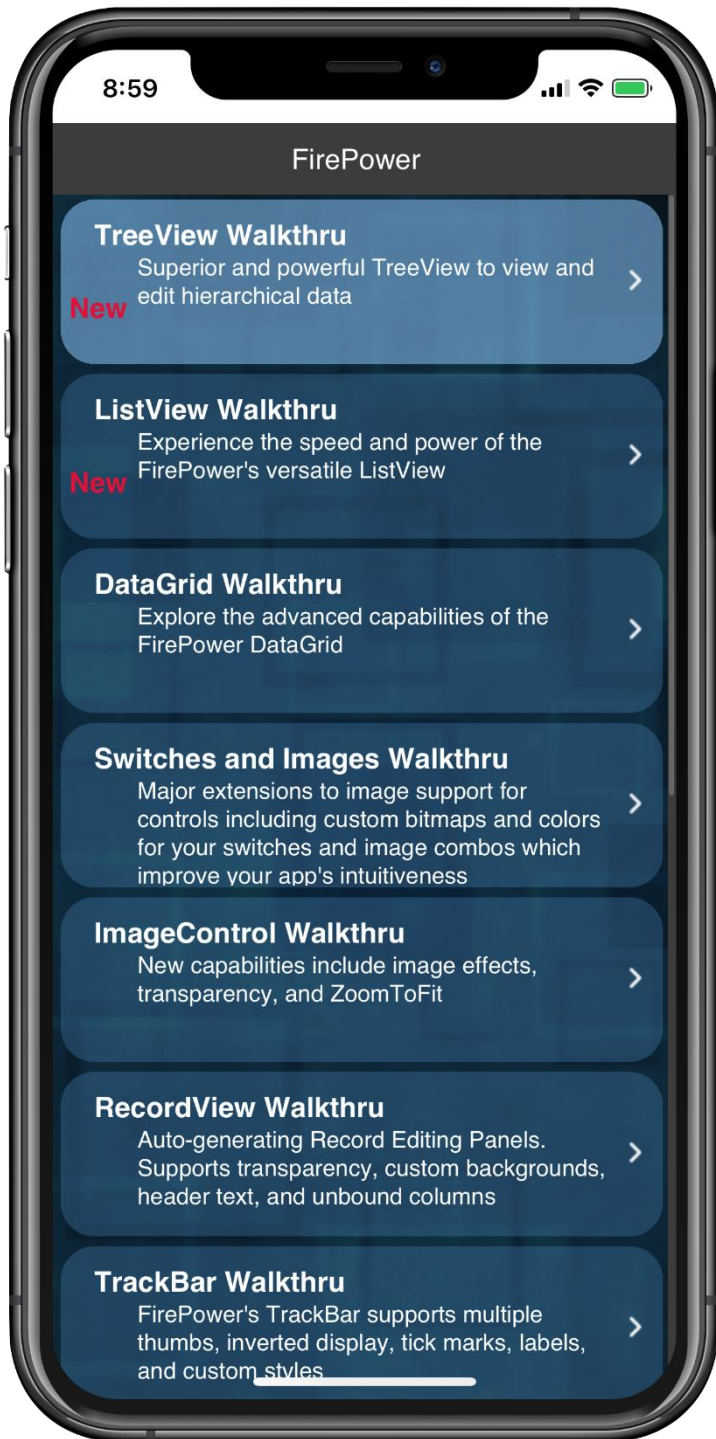 8:59
FirePower
TreeView Walkthru
Superior and powerful TreeView to view and
New edit hierarchical data
ListView Walkthru
Experience the speed and power of the
New FirePower's versatile ListView
DataGrid Walkthru
Explore the advanced capabilities of the
FirePower DataGrid
Switches and Images Walkthru
Major extensions to image support for
controls including custom bitmaps and colors
for your switches and image combos which
improve your app's intuitiveness
ImageControl Walkthru
New capabilities include image effects,
transparency, and ZoomToFit
RecordView Walkthru
Auto-generating Record Editing Panels.
Supports transparency, custom backgrounds,
header text, and unbound columns
TrackBar Walkthru
FirePower's TrackBar supports multiple
thumbs, inverted display, tick marks, labels,
and custom styles